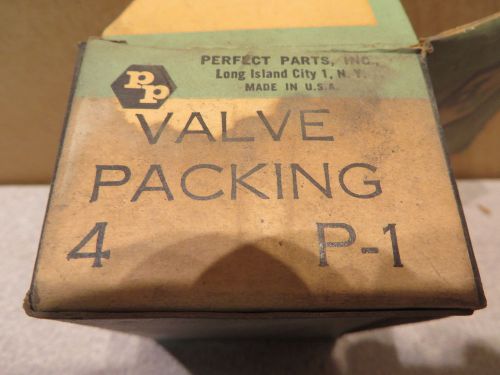 PP
PERFECT PARTS, INC.,
Long Island City 1, N. Y.
MADE IN U.S.A.
VALVE
PACKING
4 P-1